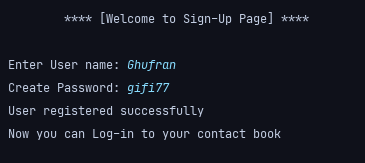 **** [Welcome to Sign-Up Page] ****
Enter User name: Ghufran
Create Password: gifi77
User registered successfully
Now you can Log-in to your contact book